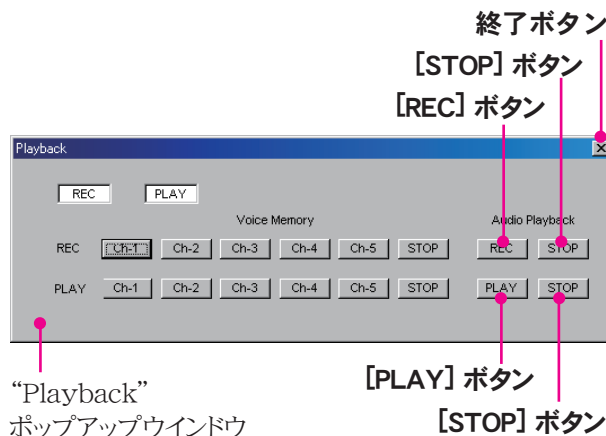 終了ボタン
[STOP] ボタン
[REC] ボタン
Playback
REC PLAY
Voice Memory Audio Playback
REC Ch-1 Ch-2 Ch-3 Ch-4 Ch-5 STOP REC STOP
PLAY Ch-1 Ch-2 Ch-3 Ch-4 Ch-5 STOP PLAY STOP
“Playback”
ポップアップウインドウ
[PLAY] ボタン
[STOP] ボタン